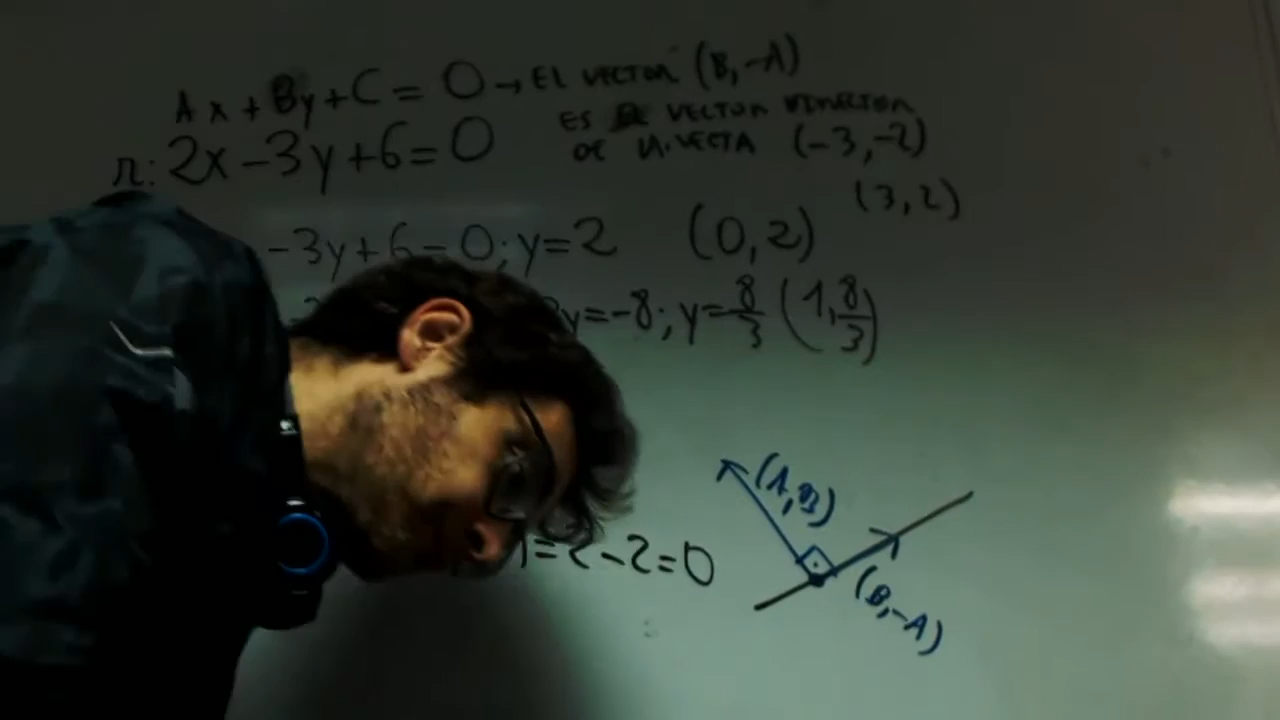 Ax+By+C=0→EL VECTOR (B,-A)
ES VECTOR DIRECTOR
DE LA RECTA (-3,-2)
r: 2x-3y+6=0
(3,2)
-3y+6=0; y=2 (0,2)
y=-8; y=8/3 (1,8/3)
(A,B)
=2-2=0
(B,-A)